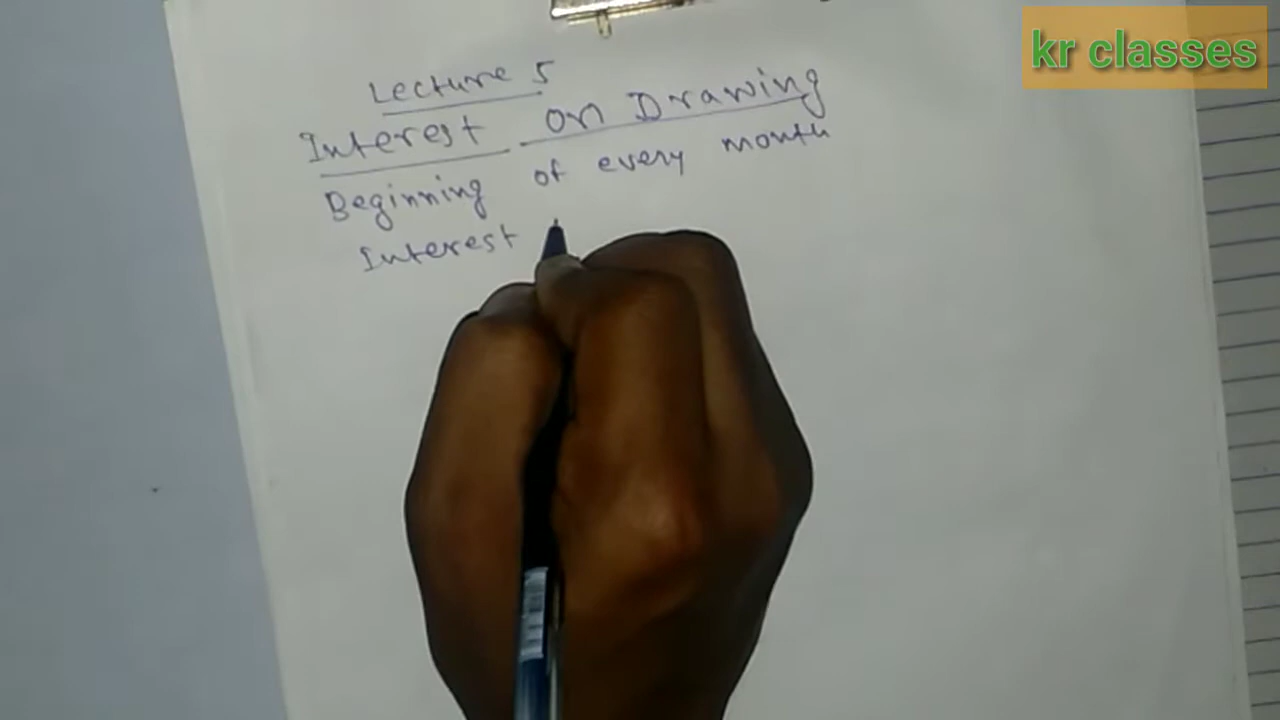 kr classes
Lecture 5
Interest on Drawing
Beginning of every month
Interest